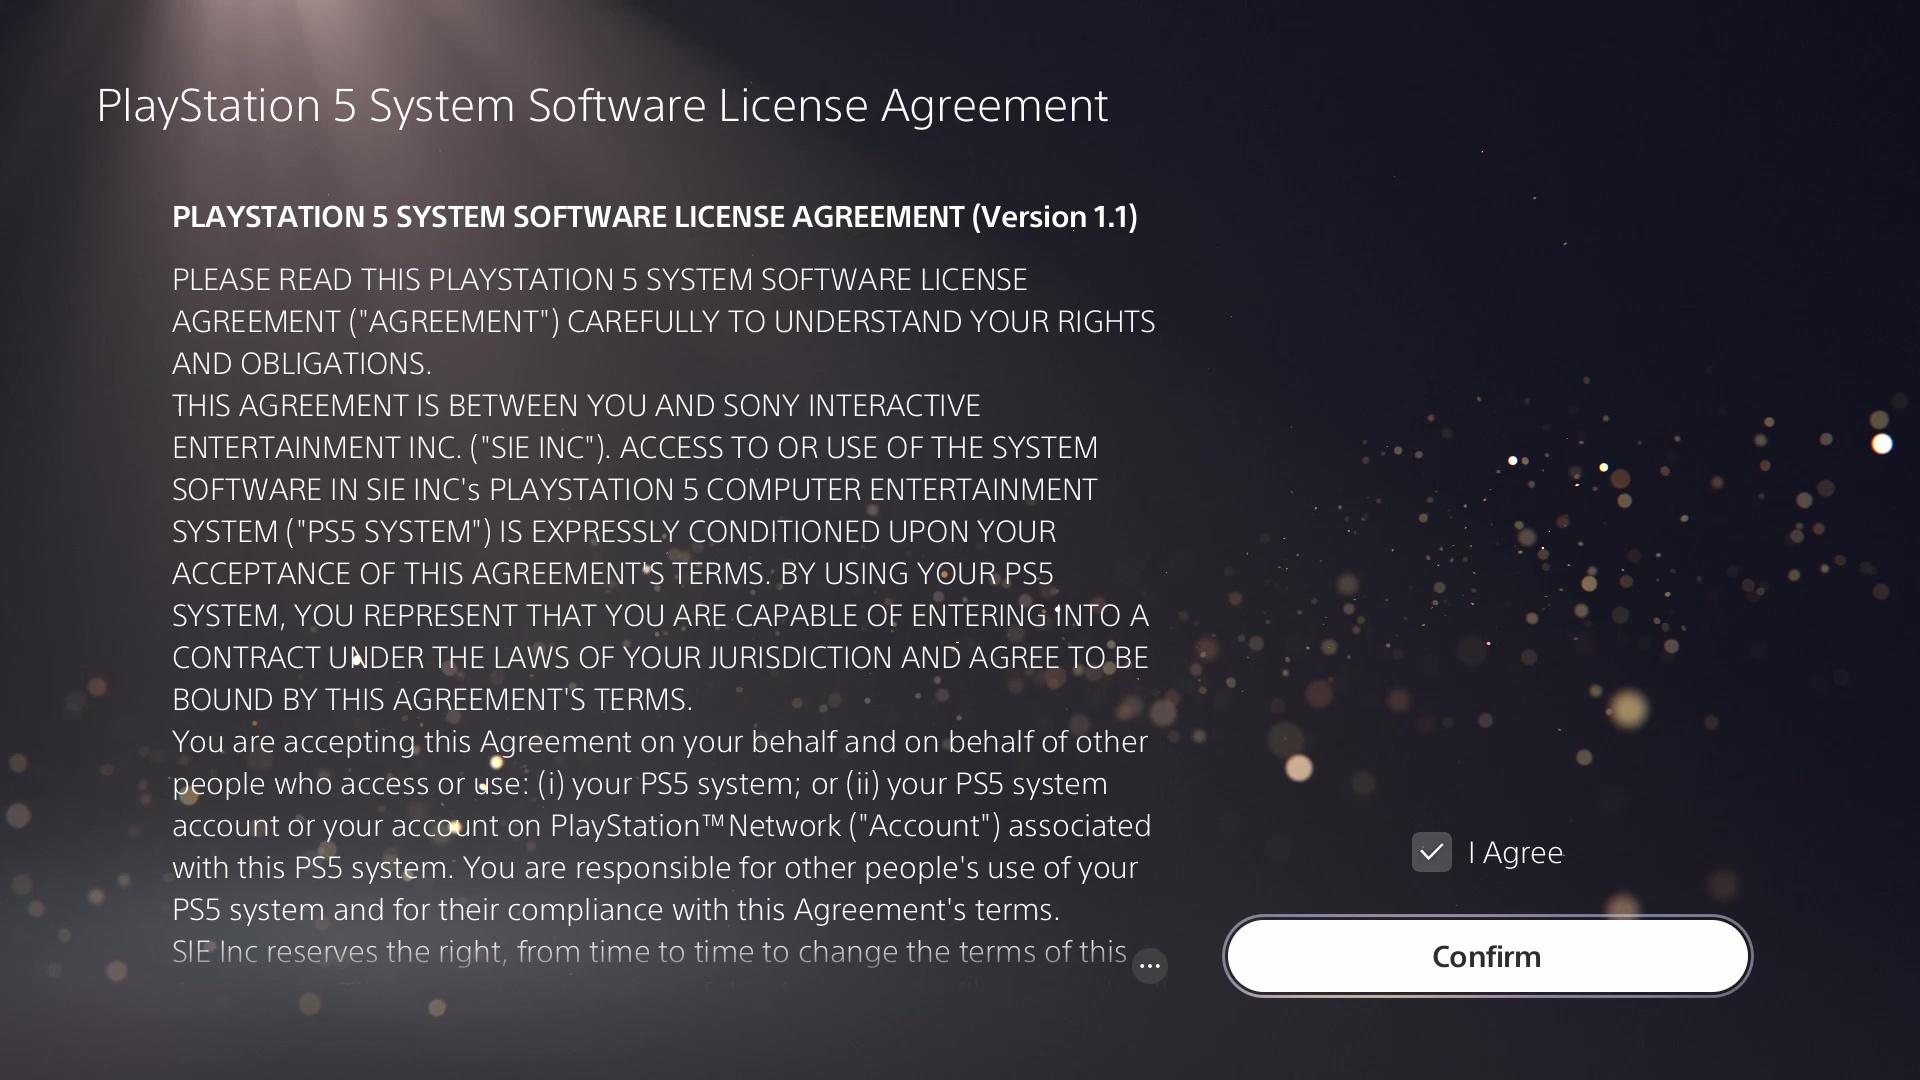 PlayStation 5 System Software License Agreement
PLAYSTATION 5 SYSTEM SOFTWARE LICENSE AGREEMENT (Version 1.1)
PLEASE READ THIS PLAYSTATION 5 SYSTEM SOFTWARE LICENSE
AGREEMENT ("AGREEMENT") CAREFULLY TO UNDERSTAND YOUR RIGHTS
AND OBLIGATIONS.
THIS AGREEMENT IS BETWEEN YOU AND SONY INTERACTIVE
ENTERTAINMENT INC. ("SIE INC"). ACCESS TO OR USE OF THE SYSTEM
SOFTWARE IN SIE INC's PLAYSTATION 5 COMPUTER ENTERTAINMENT
SYSTEM ("PS5 SYSTEM") IS EXPRESSLY CONDITIONED UPON YOUR
ACCEPTANCE OF THIS AGREEMENT'S TERMS. BY USING YOUR PS5
SYSTEM, YOU REPRESENT THAT YOU ARE CAPABLE OF ENTERING INTO A
CONTRACT UNDER THE LAWS OF YOUR JURISDICTION AND AGREE TO BE
BOUND BY THIS AGREEMENT'S TERMS.
You are accepting this Agreement on your behalf and on behalf of other
people who access or use: (i) your PS5 system; or (ii) your PS5 system
account or your account on PlayStation™Network ("Account") associated
with this PS5 system. You are responsible for other people's use of your
PS5 system and for their compliance with this Agreement's terms.
SIE Inc reserves the right, from time to time to change the terms of this
I Agree
Confirm